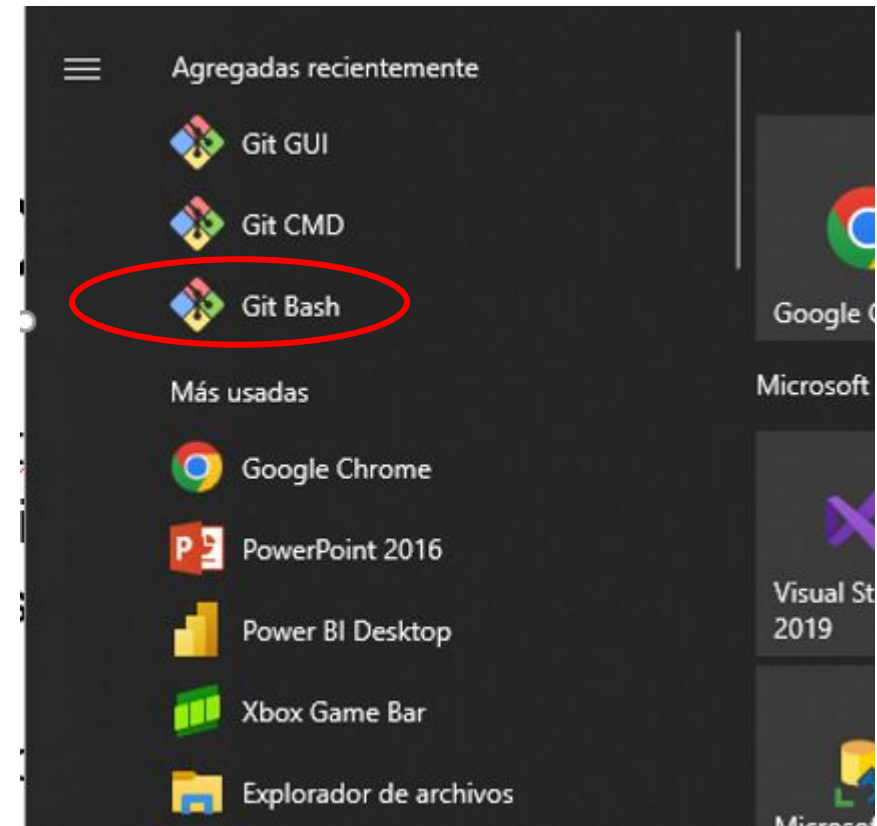 Agregadas recientemente
Git GUI
Git CMD
Git Bash
Más usadas
Google Chrome
PowerPoint 2016
Power BI Desktop
Xbox Game Bar
Explorador de archivos
Google
Microsoft
Visual St
2019